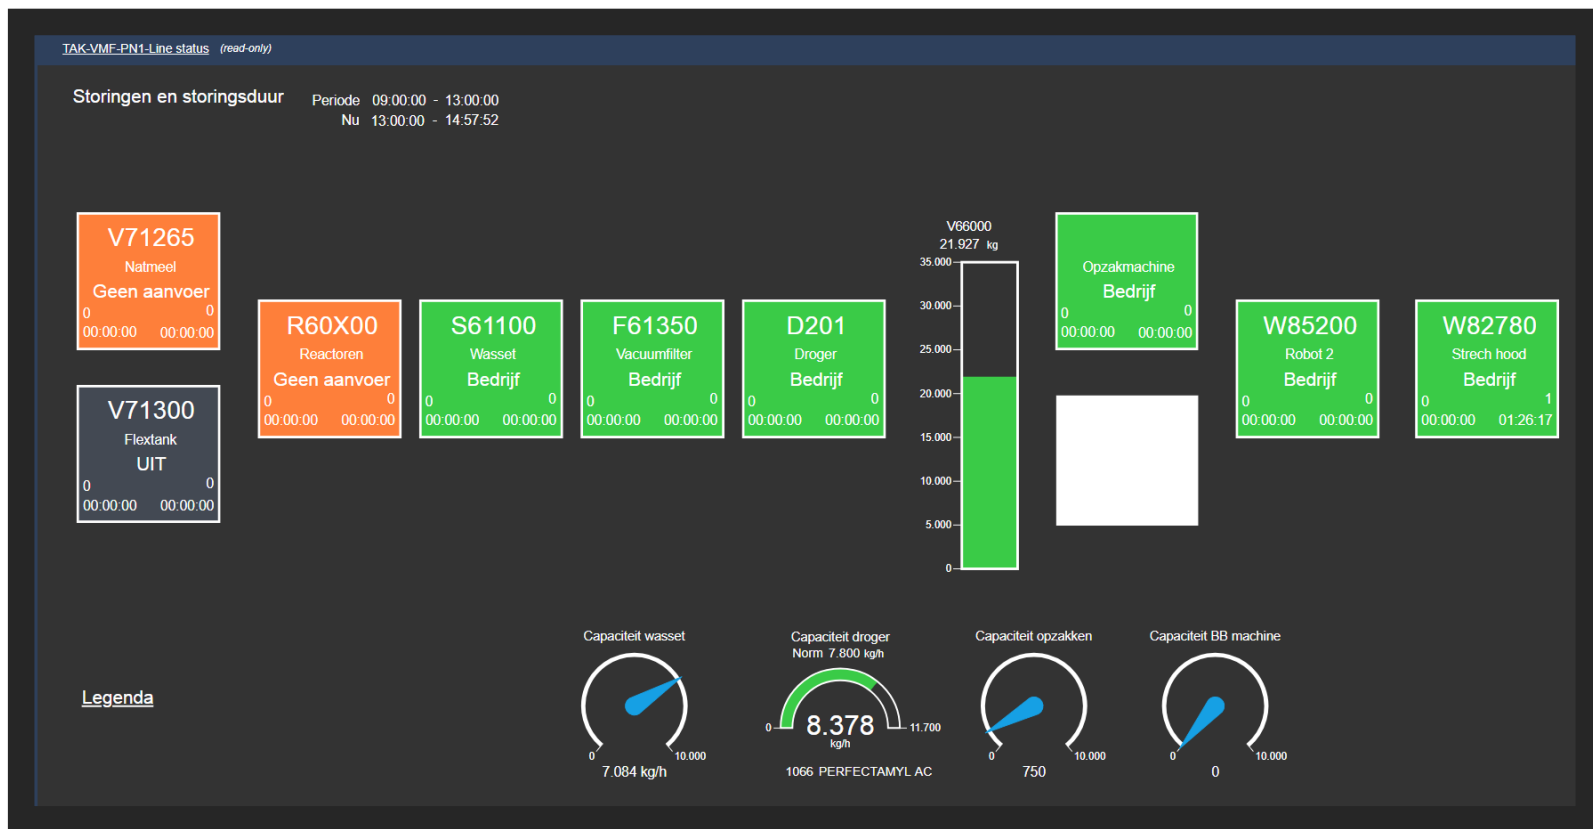 TAK-VMF-PN1-Line status (read-only)
Storingen en storingsduur
Periode 09:00:00 - 13:00:00
Nu 13:00:00 - 14:57:52
V71265
Natmeel
Geen aanvoer
0 0
00:00:00 00:00:00
V71300
Flextank
UIT
0 0
00:00:00 00:00:00
R60X00
Reactoren
Geen aanvoer
0 0
00:00:00 00:00:00
S61100
Wasset
Bedrijf
0 0
00:00:00 00:00:00
F61350
Vacuumfilter
Bedrijf
0 0
00:00:00 00:00:00
D201
Droger
Bedrijf
0 0
00:00:00 00:00:00
V66000
21.927 kg
35.000
30.000
25.000
20.000
15.000
10.000
5.000
0
Opzakmachine
Bedrijf
0 0
00:00:00 00:00:00
W85200
Robot 2
Bedrijf
0 0
00:00:00 00:00:00
W82780
Strech hood
Bedrijf
0 1
00:00:00 01:26:17
Legenda
Capaciteit wasset
0 10.000
7.084 kg/h
Capaciteit droger
Norm 7.800 kg/h
0 11.700
8.378
kg/h
1066 PERFECTAMYL AC
Capaciteit opzakken
0 10.000
750
Capaciteit BB machine
0 10.000
0